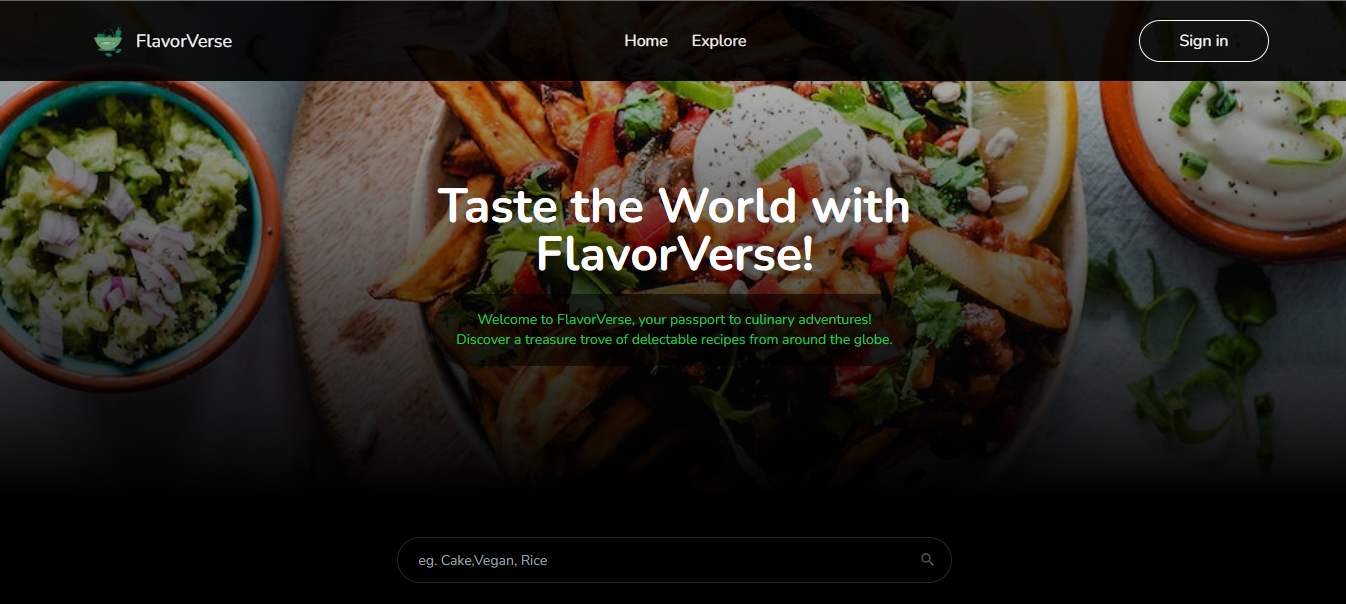 FlavorVerse
Home
Explore
Sign in
Taste the World with
FlavorVerse!
Welcome to FlavorVerse, your passport to culinary adventures!
Discover a treasure trove of delectable recipes from around the globe.
eg. Cake,Vegan, Rice